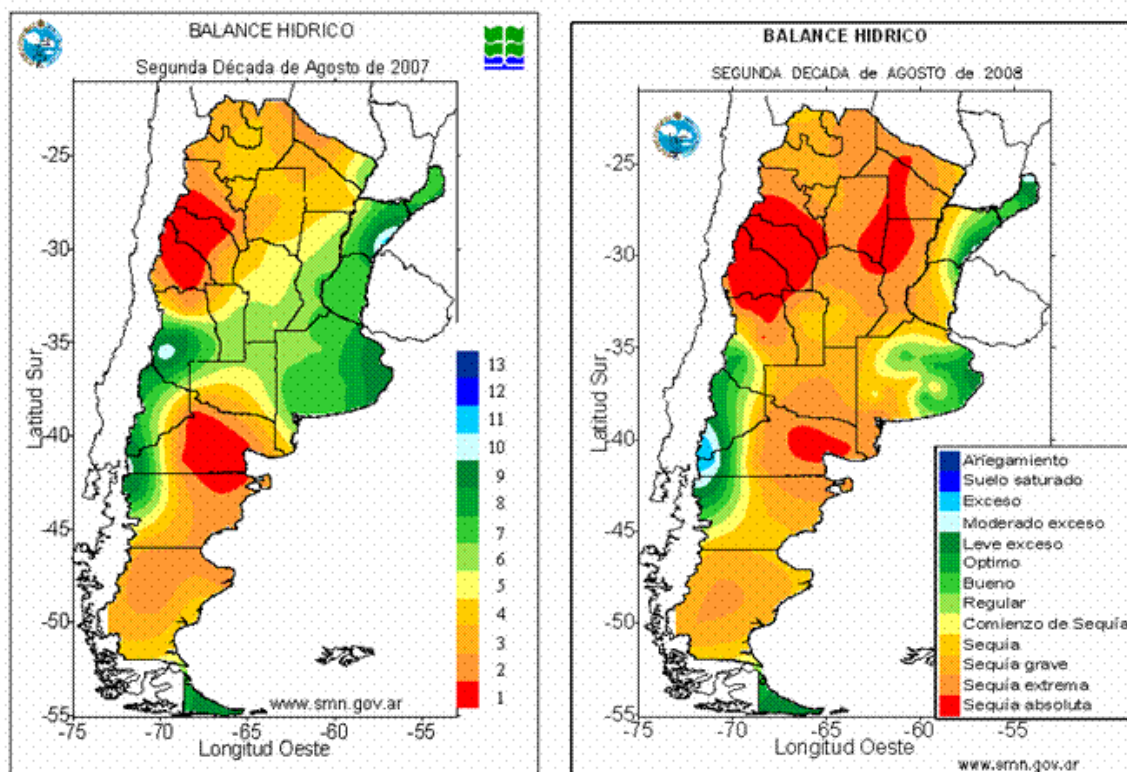 BALANCE HIDRICO
Segunda Década de Agosto de 2007
-25
-30
-35
-40
-45
-50
-55
Latitud Sur
13
12
11
10
9
8
7
6
5
4
3
2
1
www.smn.gov.ar
-75
-70
-65
-60
-55
Longitud Oeste
BALANCE HIDRICO
SEGUNDA DECADA de AGOSTO de 2008
-25
-30
-35
-40
-45
-50
-55
Latitud Sur
Anegamiento
Suelo saturado
Exceso
Moderado exceso
Leve exceso
Optimo
Bueno
Regular
Comienzo de Sequía
Sequía
Sequía grave
Sequía extrema
Sequía absoluta
-75
-70
-65
-60
-55
Longitud Oeste
www.smn.gov.ar